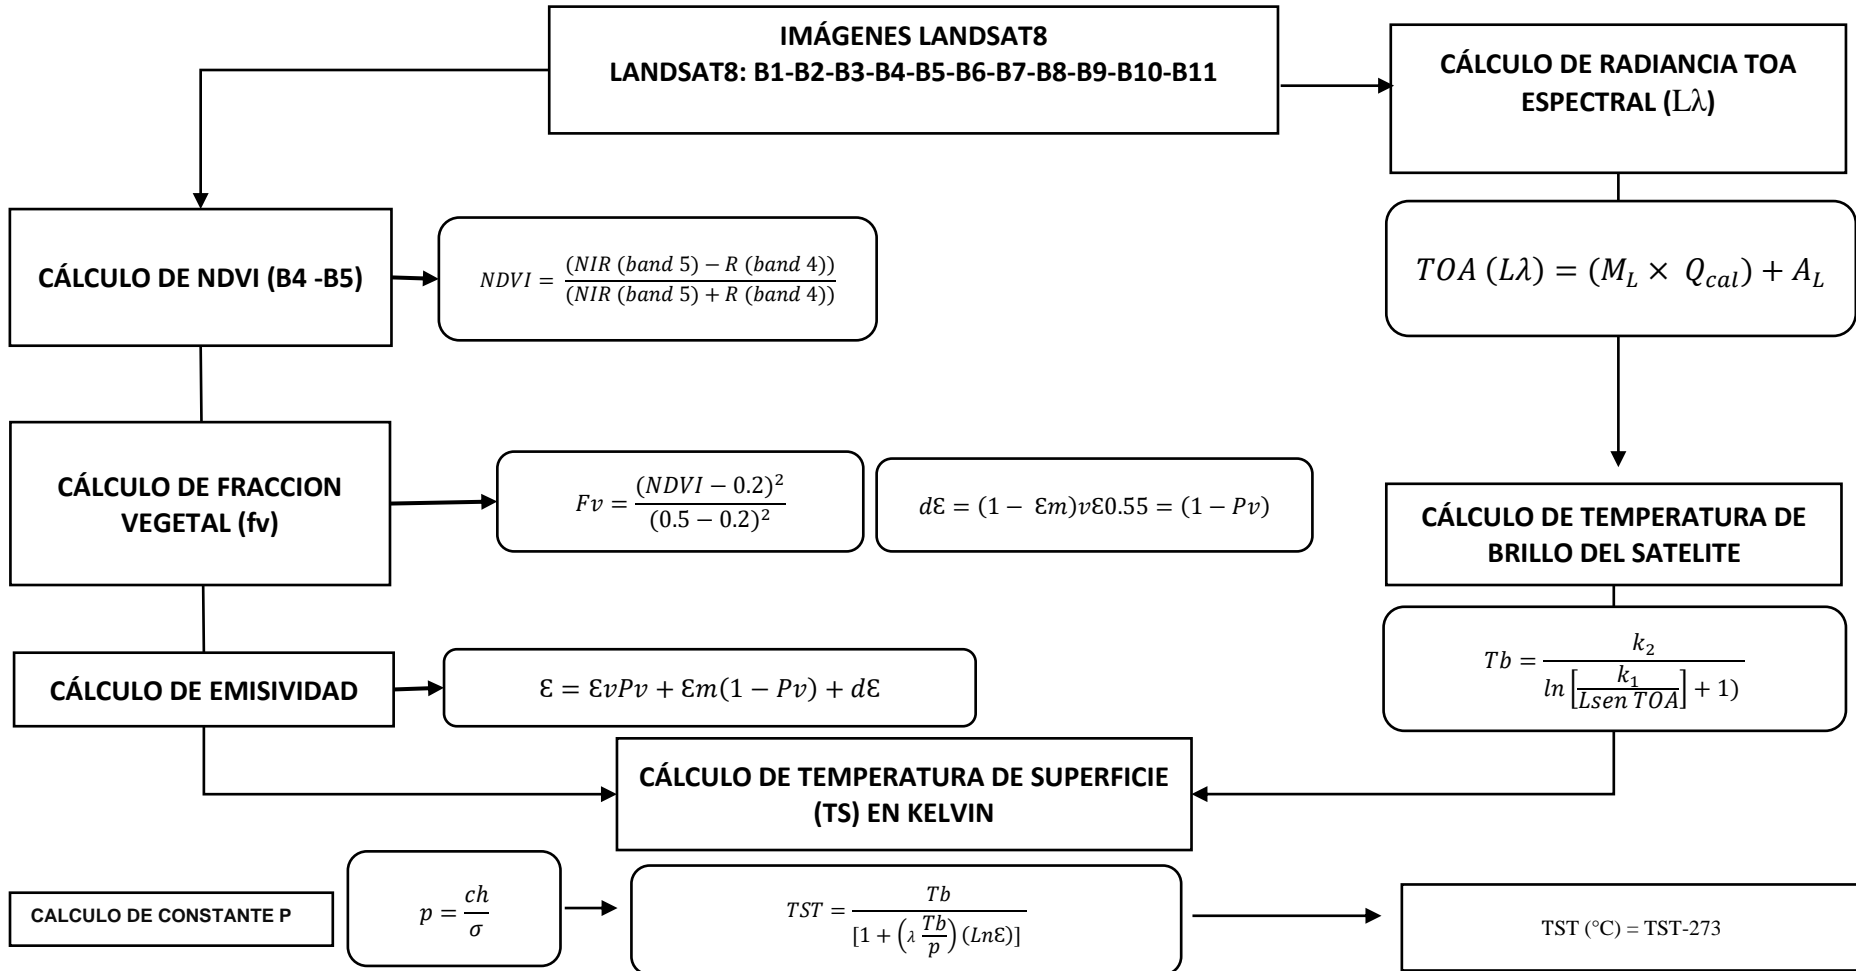 IMÁGENES LANDSAT8
LANDSAT8: B1-B2-B3-B4-B5-B6-B7-B8-B9-B10-B11
CÁLCULO DE RADIANCIA TOA
ESPECTRAL (Lλ)
CÁLCULO DE NDVI (B4 -B5)
NDVI = (NIR (band 5) − R (band 4)) / (NIR (band 5) + R (band 4))
TOA (Lλ) = (M_L × Q_cal) + A_L
CÁLCULO DE FRACCION
VEGETAL (fv)
Fv = (NDVI − 0.2)² / (0.5 − 0.2)²
dƐ = (1 − Ɛm)vƐ0.55 = (1 − Pv)
CÁLCULO DE TEMPERATURA DE
BRILLO DEL SATELITE
Tb = k₂ / ln [k₁ / Lsen TOA] + 1)
CÁLCULO DE EMISIVIDAD
Ɛ = ƐvPv + Ɛm(1 − Pv) + dƐ
CÁLCULO DE TEMPERATURA DE SUPERFICIE
(TS) EN KELVIN
CALCULO DE CONSTANTE P
p = ch / σ
TST = Tb / [1 + (λ Tb / p) (LnƐ)]
TST (°C) = TST-273